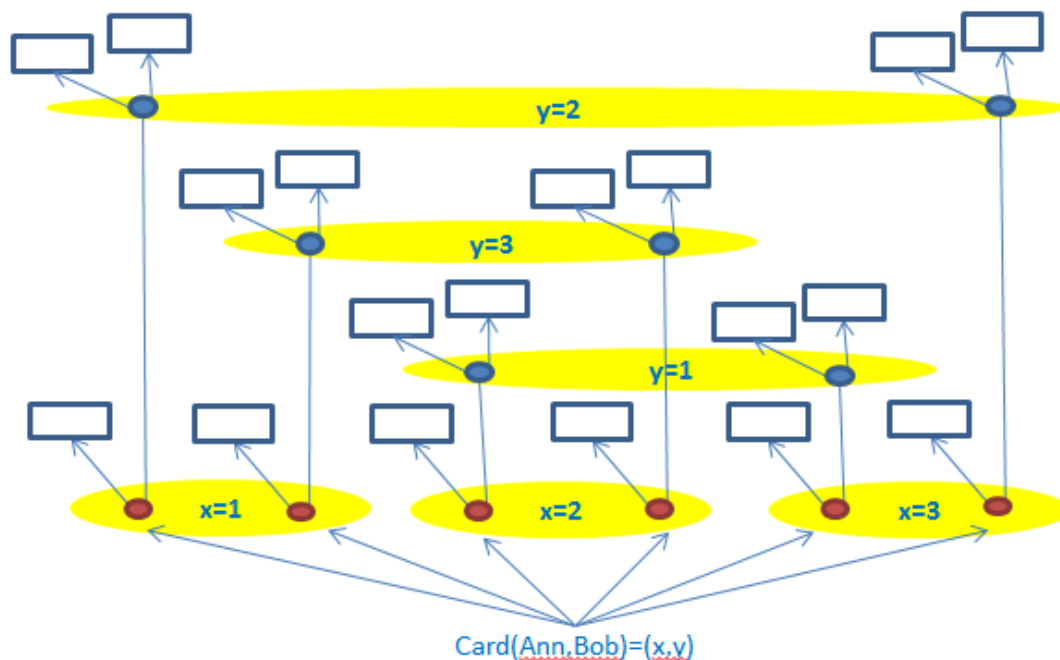 y=2
y=3
y=1
x=1
x=2
x=3
Card(Ann,Bob)=(x,y)